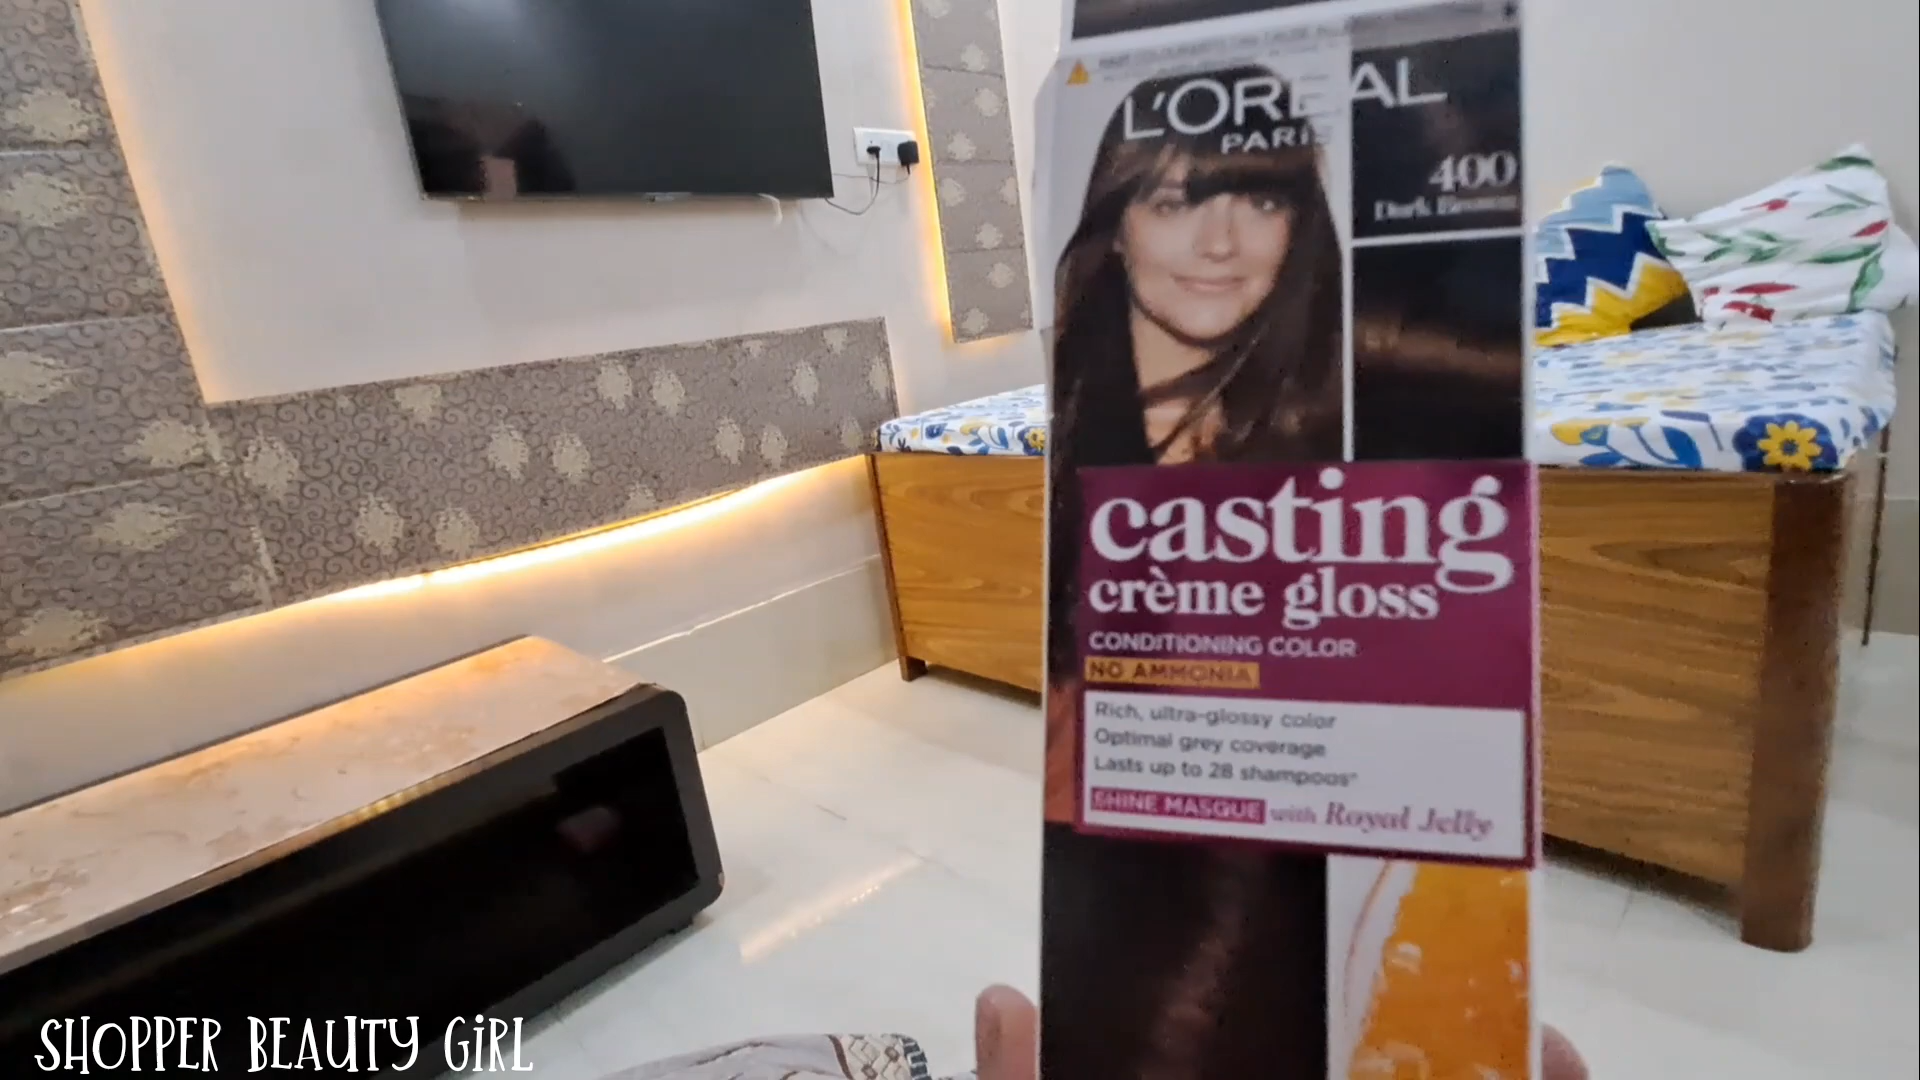 L'ORÉAL
PARIS
400
Dark Brown
casting
crème gloss
CONDITIONING COLOR
NO AMMONIA
Rich, ultra-glossy color
Optimal grey coverage
Lasts up to 28 shampoos*
SHINE MASQUE with Royal Jelly
SHOPPER BEAUTY GiRL